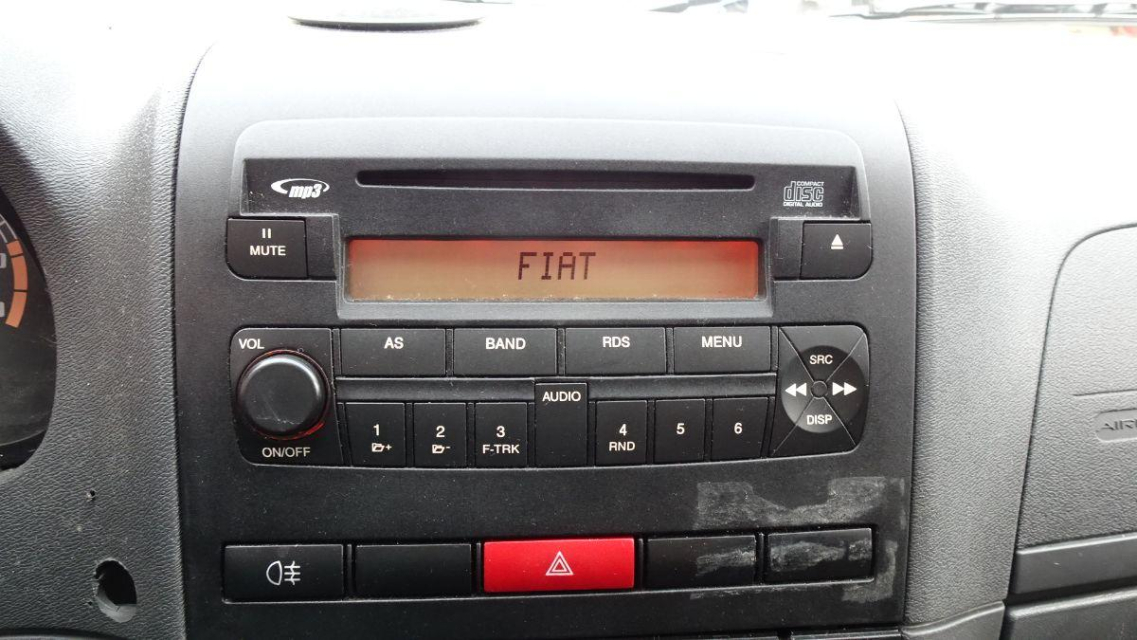 mp3
COMPACT
disc
DIGITAL AUDIO
MUTE
FIAT
VOL
AS
BAND
RDS
MENU
SRC
AUDIO
DISP
1
2
3
F-TRK
4
RND
5
6
ON/OFF